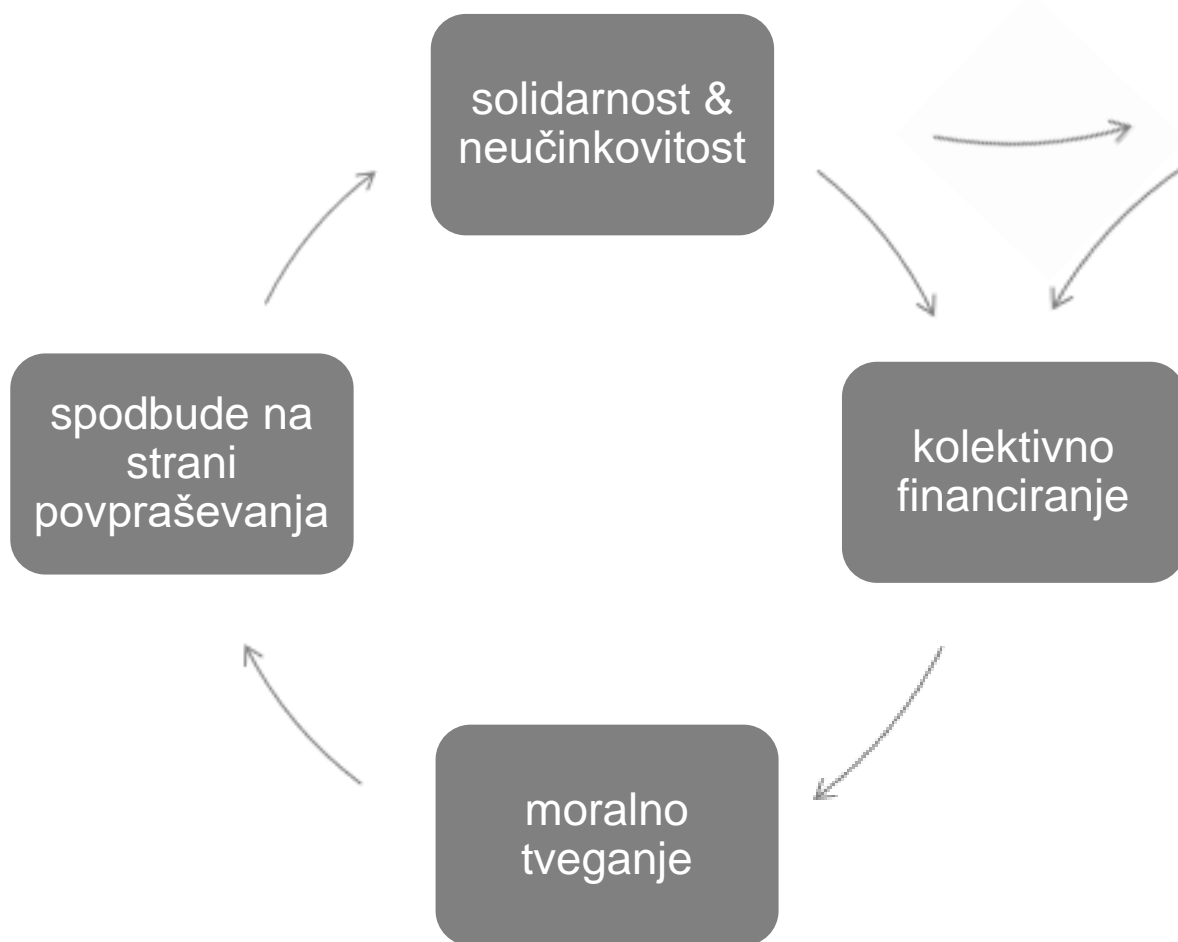 solidarnost &
neučinkovitost
spodbude na
strani
povpraševanja
kolektivno
financiranje
moralno
tveganje